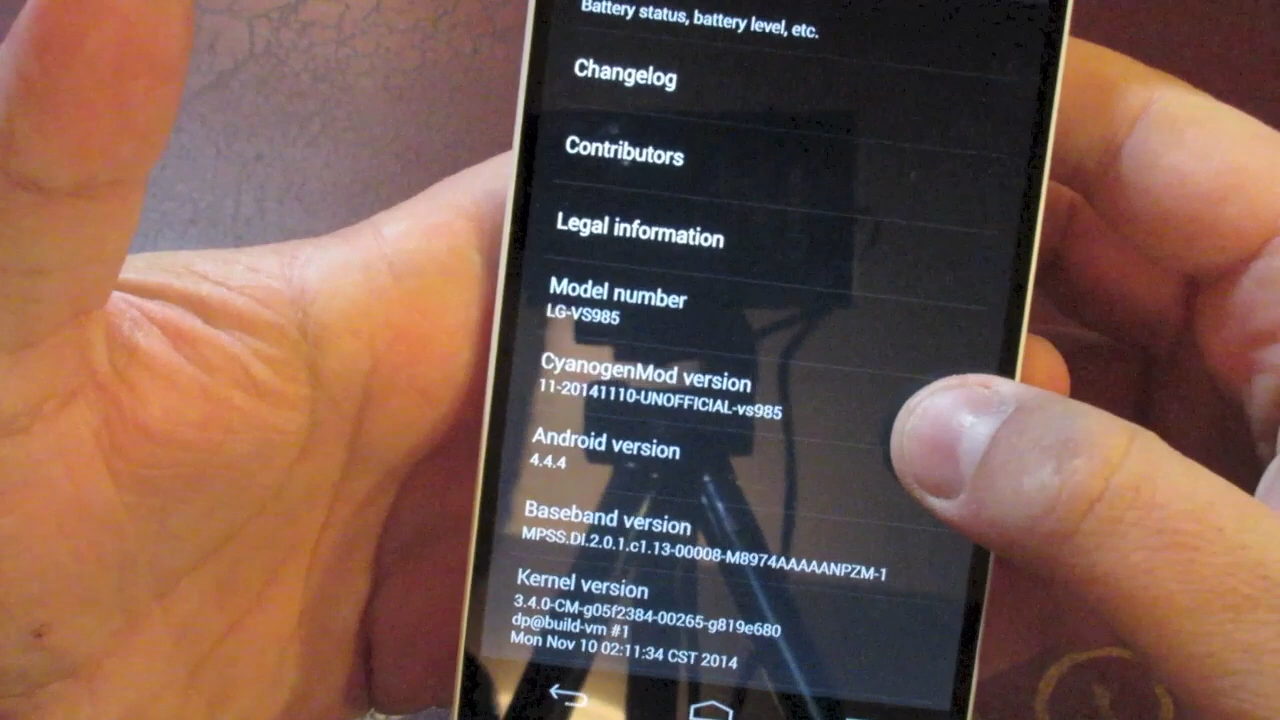 Battery status, battery level, etc.
Changelog
Contributors
Legal information
Model number
LG-VS985
CyanogenMod version
11-20141110-UNOFFICIAL-vs985
Android version
4.4.4
Baseband version
MPSS.DI.2.0.1.c1.13-00008-M8974AAAAANPZM-1
Kernel version
3.4.0-CM-g05f2384-00265-g819e680
dp@build-vm #1
Mon Nov 10 02:11:34 CST 2014